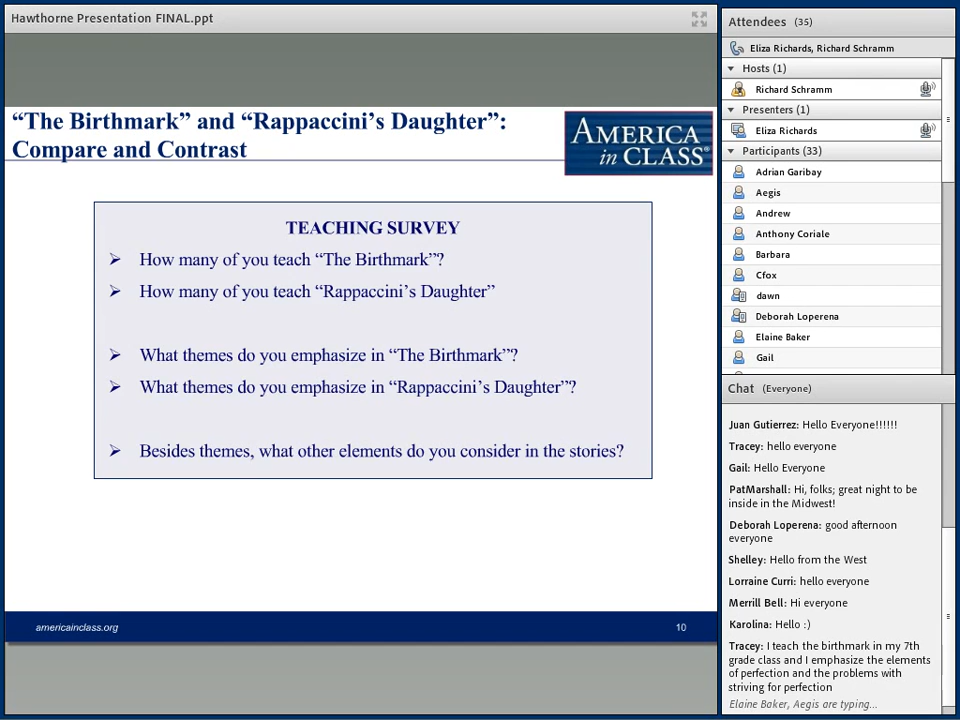 Hawthorne Presentation FINAL.ppt
“The Birthmark” and “Rappaccini’s Daughter”:
Compare and Contrast
AMERICA
in CLASS®
TEACHING SURVEY
How many of you teach “The Birthmark”?
How many of you teach “Rappaccini’s Daughter”
What themes do you emphasize in “The Birthmark”?
What themes do you emphasize in “Rappaccini’s Daughter”?
Besides themes, what other elements do you consider in the stories?
americainclass.org
10
Attendees (35)
Eliza Richards, Richard Schramm
Hosts (1)
Richard Schramm
Presenters (1)
Eliza Richards
Participants (33)
Adrian Garibay
Aegis
Andrew
Anthony Coriale
Barbara
Cfox
dawn
Deborah Loperena
Elaine Baker
Gail
Chat (Everyone)
Juan Gutierrez: Hello Everyone!!!!!!
Tracey: hello everyone
Gail: Hello Everyone
PatMarshall: Hi, folks; great night to be
inside in the Midwest!
Deborah Loperena: good afternoon
everyone
Shelley: Hello from the West
Lorraine Curri: hello everyone
Merrill Bell: Hi everyone
Karolina: Hello :)
Tracey: I teach the birthmark in my 7th
grade class and I emphasize the elements
of perfection and the problems with
striving for perfection
Elaine Baker, Aegis are typing...